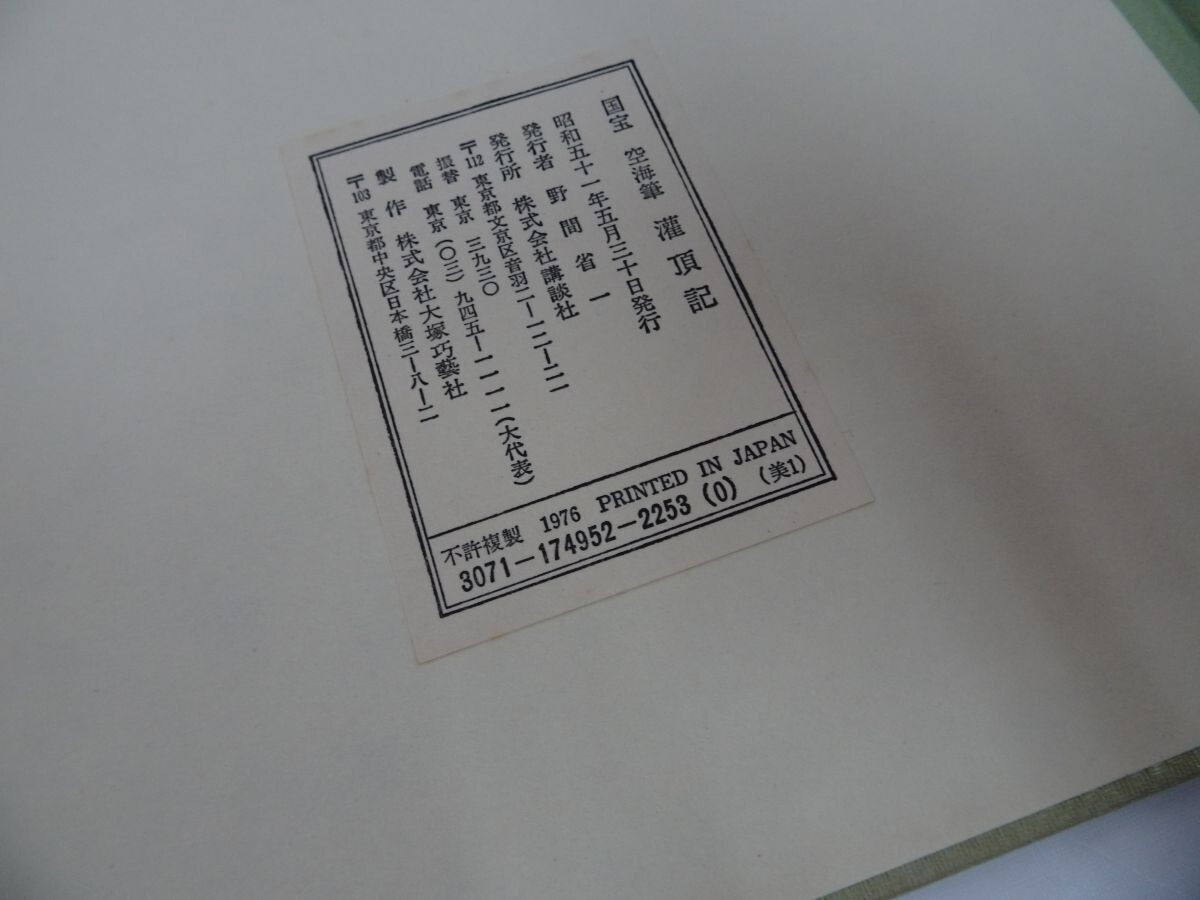 国宝 空海筆 灌頂記
昭和五十一年五月三十日発行
発行者 野間省一
発行所 株式会社講談社
〒112 東京都文京区音羽二ー一二ー二一
振替 東京 三九三〇
電話 東京(〇三)九四五ー一一一一(大代表)
製作 株式会社大塚巧藝社
〒103 東京都中央区日本橋三ー八ー二
不許複製 1976 PRINTED IN JAPAN
3071-174952-2253 (0) (美1)